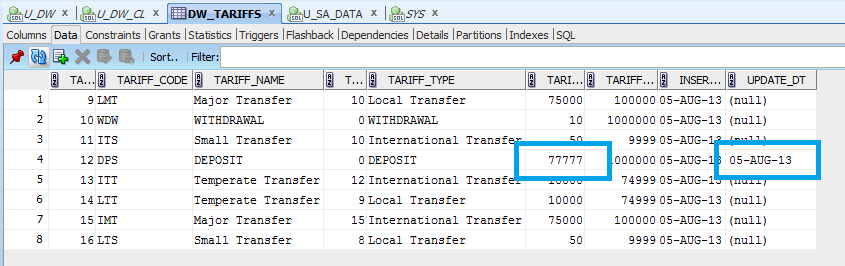 U_DW U_DW_CL DW_TARIFFS U_SA_DATA SYS
Columns Data Constraints Grants Statistics Triggers Flashback Dependencies Details Partitions Indexes SQL
Sort.. Filter:
TA... TARIFF_CODE TARIFF_NAME T... TARIFF_TYPE TARI... TARIFF... INSER... UPDATE_DT
1 9 LMT Major Transfer 10 Local Transfer 75000 100000 05-AUG-13 (null)
2 10 WDW WITHDRAWAL 0 WITHDRAWAL 10 1000000 05-AUG-13 (null)
3 11 ITS Small Transfer 10 International Transfer 50 9999 05-AUG-13 (null)
4 12 DPS DEPOSIT 0 DEPOSIT 77777 1000000 05-AUG-13 05-AUG-13
5 13 ITT Temperate Transfer 12 International Transfer 10000 74999 05-AUG-13 (null)
6 14 LTT Temperate Transfer 9 Local Transfer 10000 74999 05-AUG-13 (null)
7 15 IMT Major Transfer 15 International Transfer 75000 100000 05-AUG-13 (null)
8 16 LTS Small Transfer 8 Local Transfer 50 9999 05-AUG-13 (null)